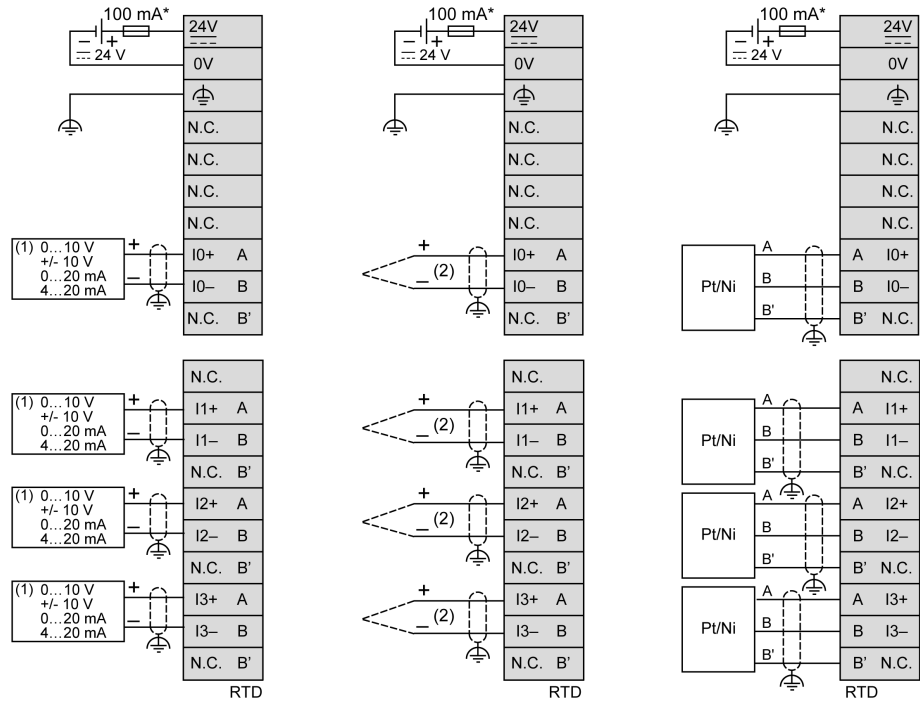 100 mA*
24V
– +
24 V
0V
N.C.
N.C.
N.C.
N.C.
(1) 0...10 V
+/- 10 V
0...20 mA
4...20 mA
+
–
I0+ A
I0– B
N.C. B’
N.C.
(1) 0...10 V
+/- 10 V
0...20 mA
4...20 mA
+
–
I1+ A
I1– B
N.C. B’
(1) 0...10 V
+/- 10 V
0...20 mA
4...20 mA
+
–
I2+ A
I2– B
N.C. B’
(1) 0...10 V
+/- 10 V
0...20 mA
4...20 mA
+
–
I3+ A
I3– B
N.C. B’
RTD
100 mA*
24V
– +
24 V
0V
N.C.
N.C.
N.C.
N.C.
+
– (2)
I0+ A
I0– B
N.C. B’
N.C.
+
– (2)
I1+ A
I1– B
N.C. B’
+
– (2)
I2+ A
I2– B
N.C. B’
+
– (2)
I3+ A
I3– B
N.C. B’
RTD
100 mA*
24V
– +
24 V
0V
N.C.
N.C.
N.C.
N.C.
Pt/Ni
A A I0+
B B I0–
B' B’ N.C.
N.C.
Pt/Ni
A A I1+
B B I1–
B' B’ N.C.
Pt/Ni
A A I2+
B B I2–
B' B’ N.C.
Pt/Ni
A A I3+
B B I3–
B' B’ N.C.
RTD